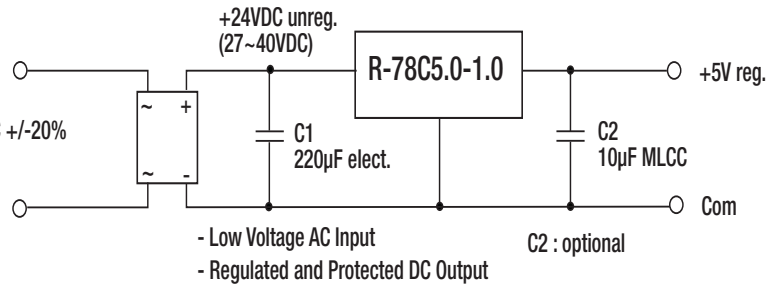 +24VDC unreg.
(27~40VDC)
R-78C5.0-1.0
+5V reg.
~ +
+/-20%
C1
220µF elect.
C2
10µF MLCC
~ -
Com
- Low Voltage AC Input
C2 : optional
- Regulated and Protected DC Output